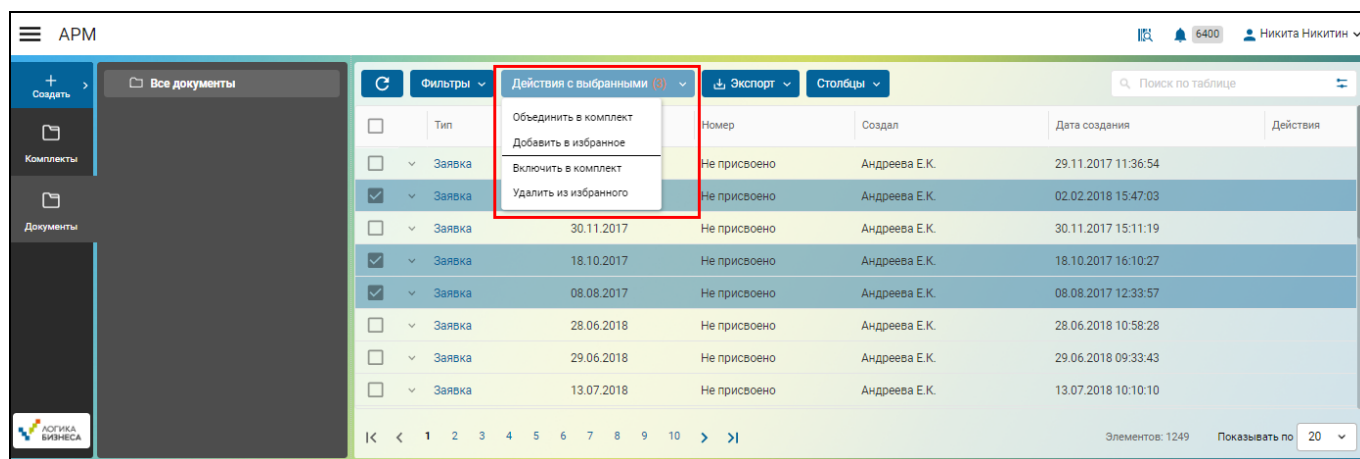 АРМ
6400 Никита Никитин
+ Создать
Комплекты
Документы
Все документы
Фильтры Действия с выбранными (3) Экспорт Столбцы Поиск по таблице
Объединить в комплект
Добавить в избранное
Включить в комплект
Удалить из избранного
Тип Номер Создал Дата создания Действия
Заявка Не присвоено Андреева Е.К. 29.11.2017 11:36:54
Заявка Не присвоено Андреева Е.К. 02.02.2018 15:47:03
Заявка 30.11.2017 Не присвоено Андреева Е.К. 30.11.2017 15:11:19
Заявка 18.10.2017 Не присвоено Андреева Е.К. 18.10.2017 16:10:27
Заявка 08.08.2017 Не присвоено Андреева Е.К. 08.08.2017 12:33:57
Заявка 28.06.2018 Не присвоено Андреева Е.К. 28.06.2018 10:58:28
Заявка 29.06.2018 Не присвоено Андреева Е.К. 29.06.2018 09:33:43
Заявка 13.07.2018 Не присвоено Андреева Е.К. 13.07.2018 10:10:10
ЛОГИКА
БИЗНЕСА
1 2 3 4 5 6 7 8 9 10 Элементов: 1249 Показывать по 20